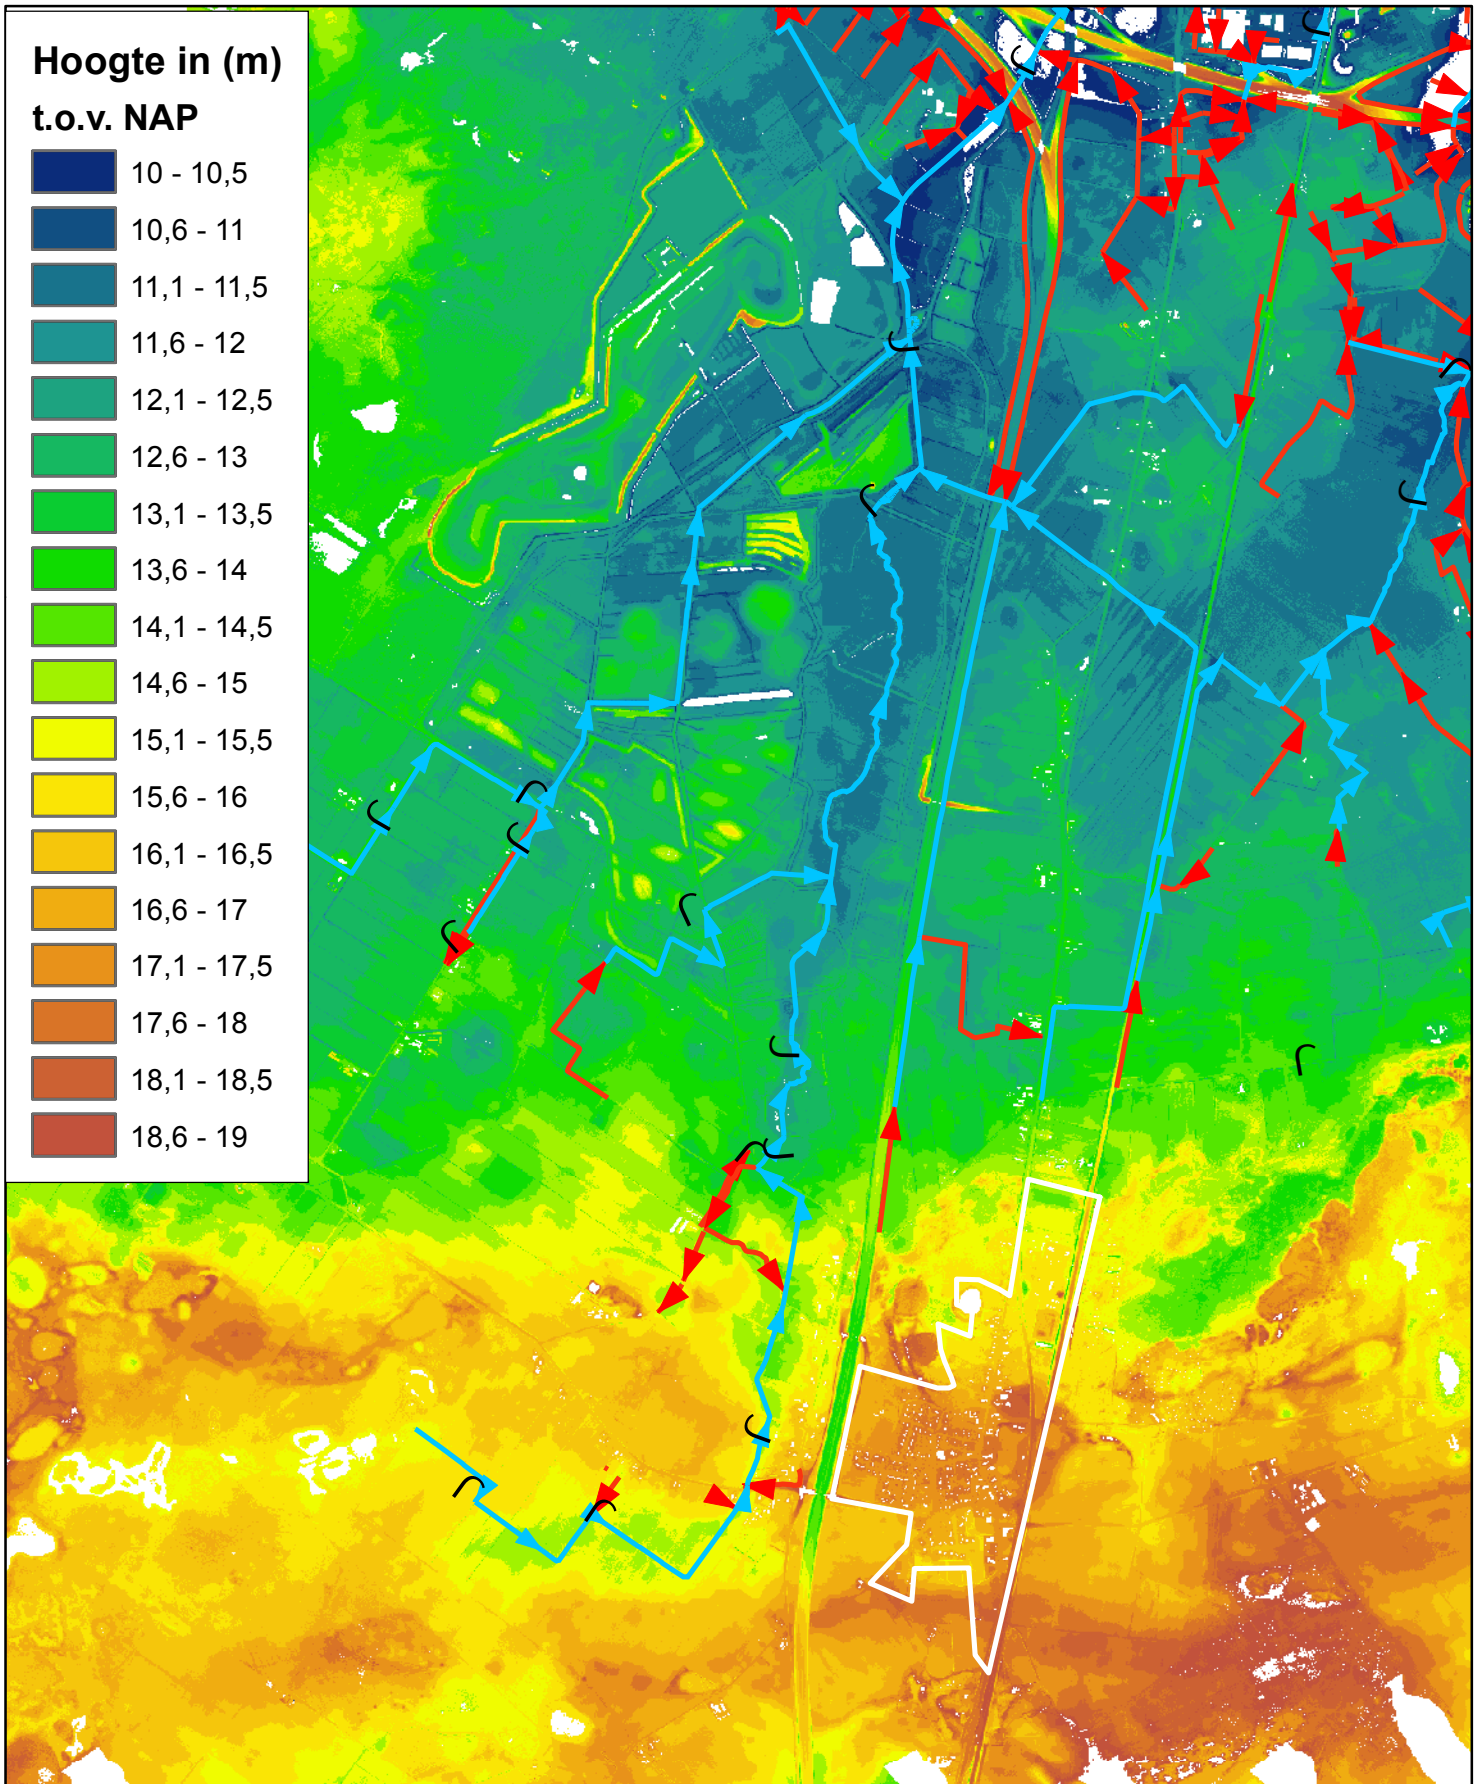 Hoogte in (m)
t.o.v. NAP
10 - 10,5
10,6 - 11
11,1 - 11,5
11,6 - 12
12,1 - 12,5
12,6 - 13
13,1 - 13,5
13,6 - 14
14,1 - 14,5
14,6 - 15
15,1 - 15,5
15,6 - 16
16,1 - 16,5
16,6 - 17
17,1 - 17,5
17,6 - 18
18,1 - 18,5
18,6 - 19